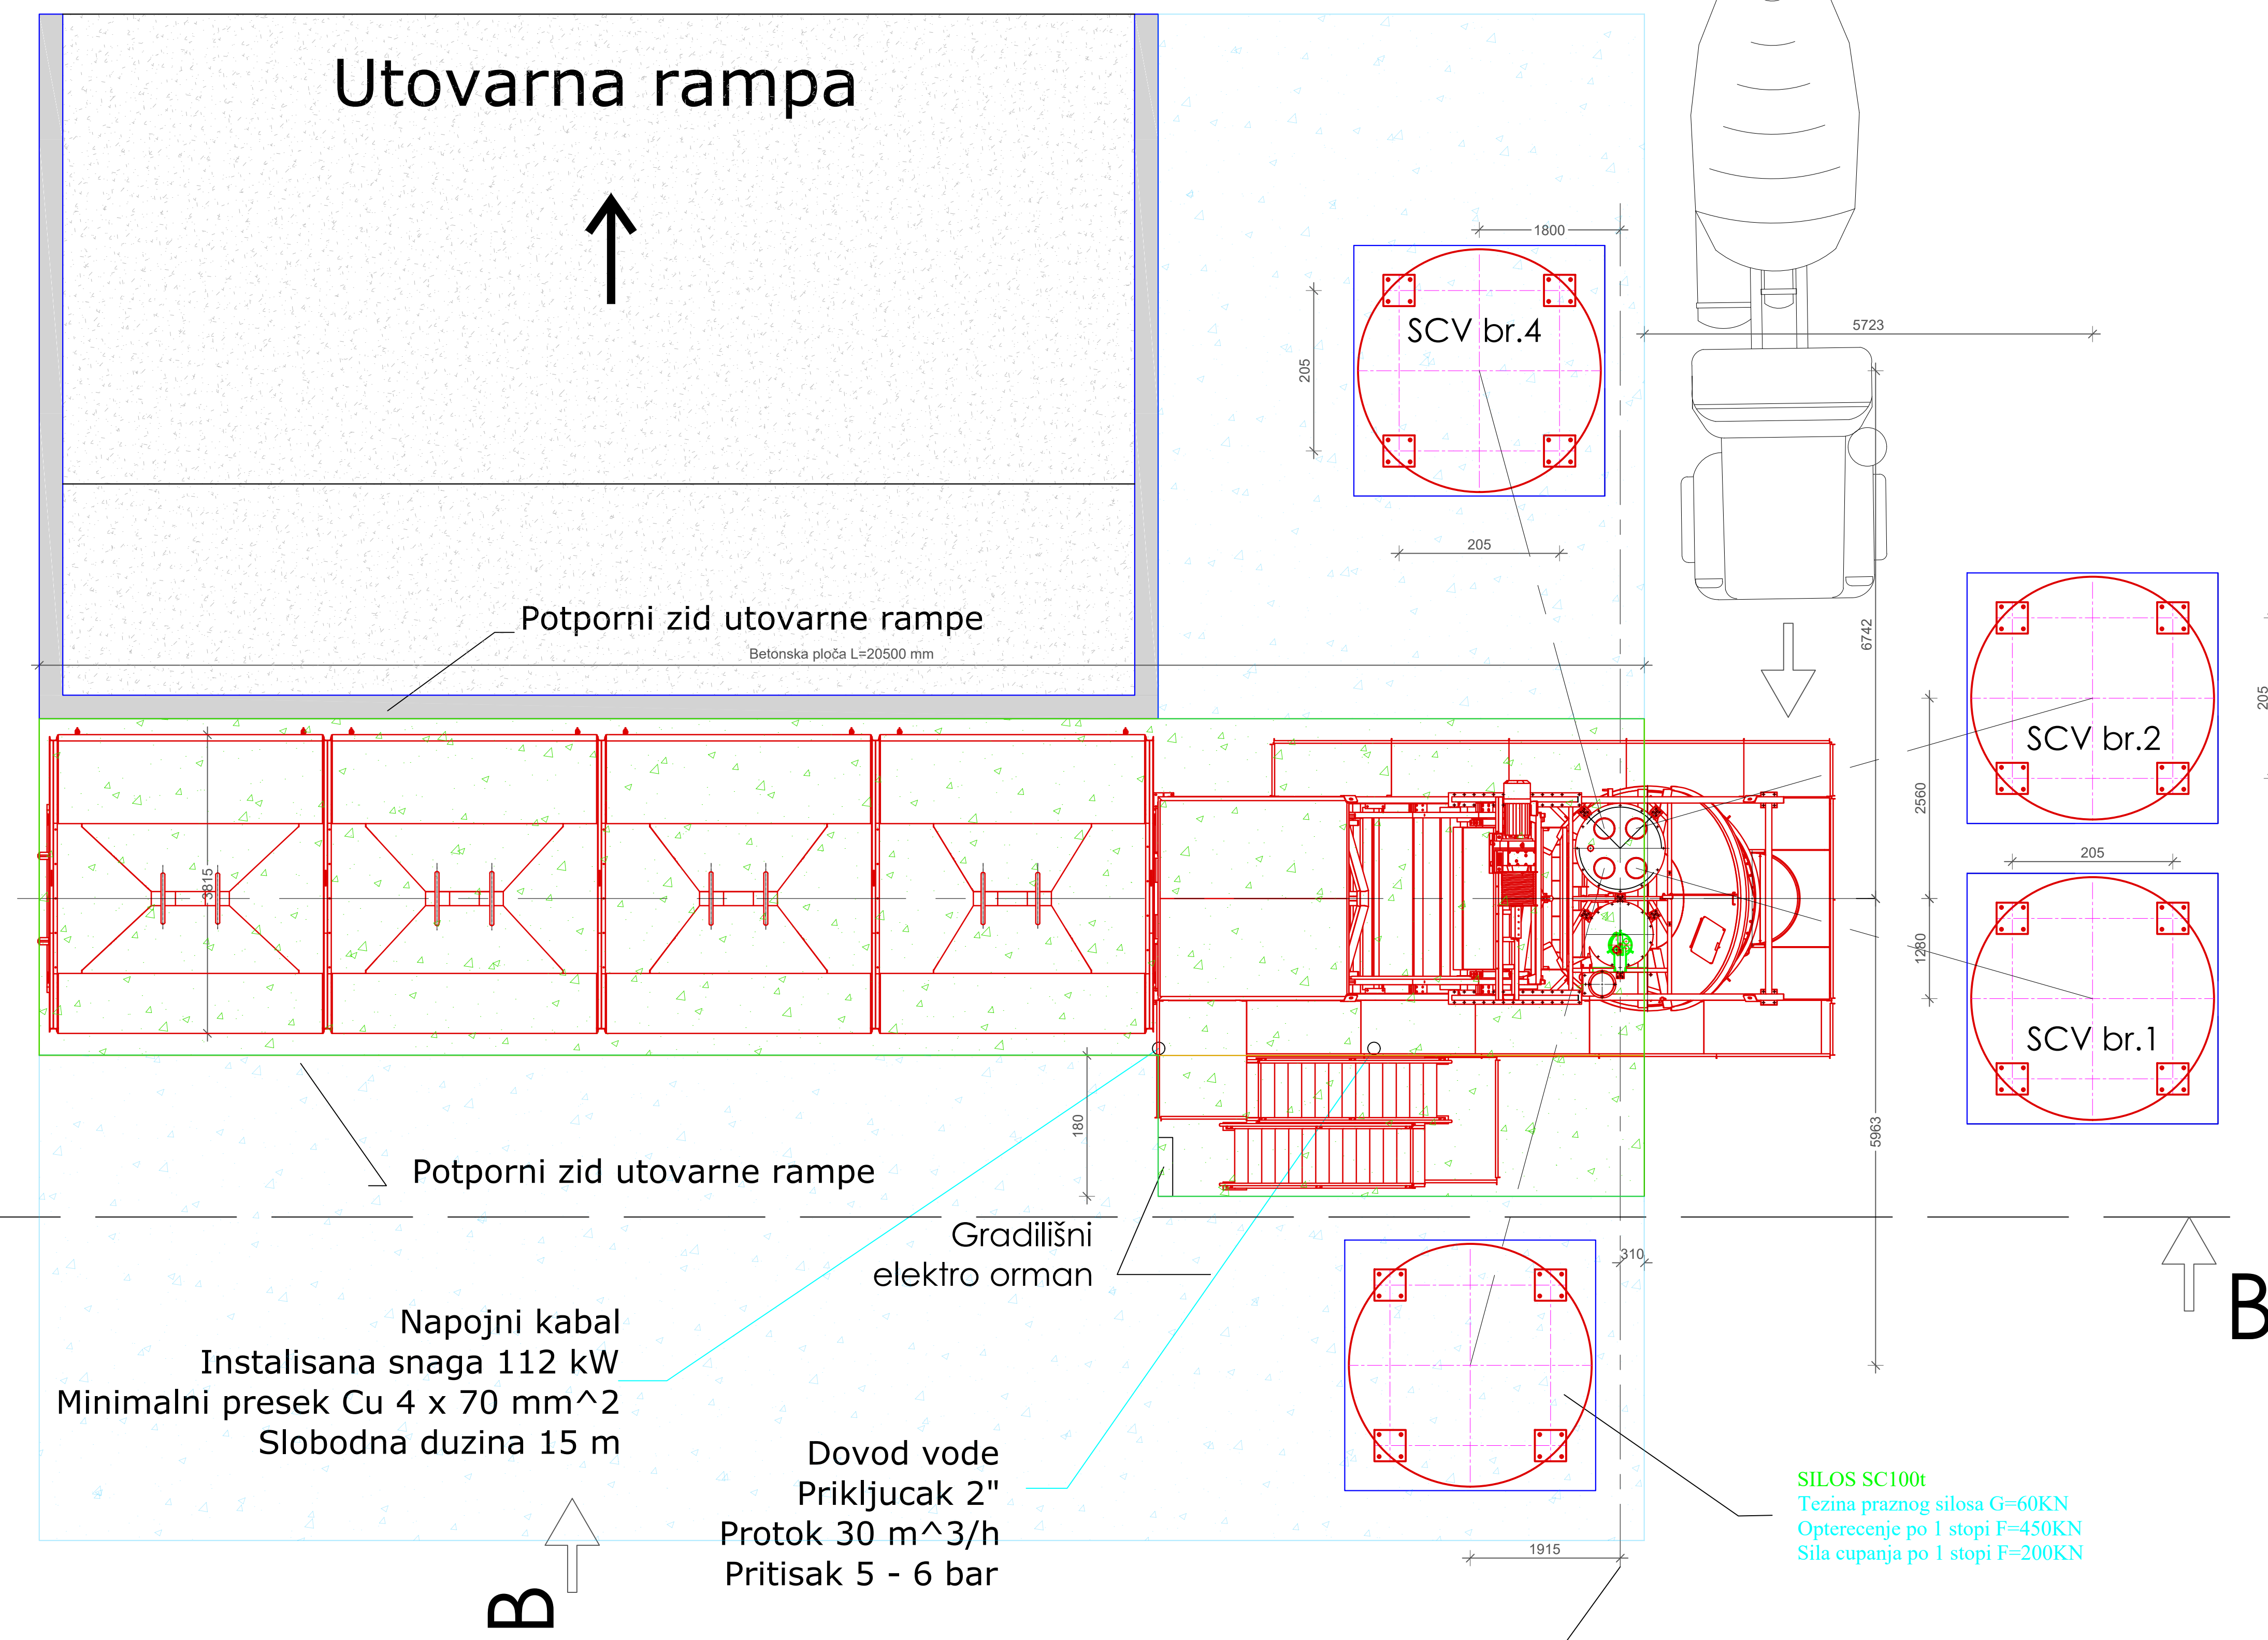 Utovarna rampa
1800
SCV br.4
5723
205
205
Potporni zid utovarne rampe
Betonska ploča L=20500 mm
6742
205
SCV br.2
2560
3815
205
1280
SCV br.1
180
5963
Potporni zid utovarne rampe
Gradilišni
elektro orman
310
B
Napojni kabal
Instalisana snaga 112 kW
Minimalni presek Cu 4 x 70 mm^2
Slobodna duzina 15 m
Dovod vode
Prikljucak 2"
Protok 30 m^3/h
Pritisak 5 - 6 bar
SILOS SC100t
Tezina praznog silosa G=60KN
Opterecenje po 1 stopi F=450KN
Sila cupanja po 1 stopi F=200KN
1915
B